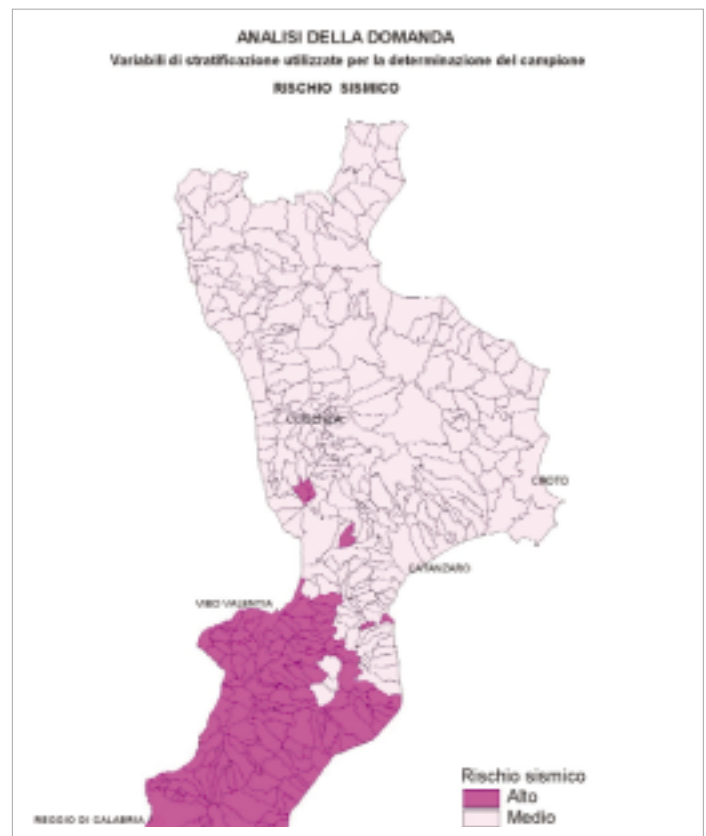 ANALISI DELLA DOMANDA
Variabili di stratificazione utilizzate per la determinazione del campione
RISCHIO SISMICO
COSENZA
CROTO
CATANZARO
VIBO VALENTIA
REGGIO DI CALABRIA
Rischio sismico
Alto
Medio